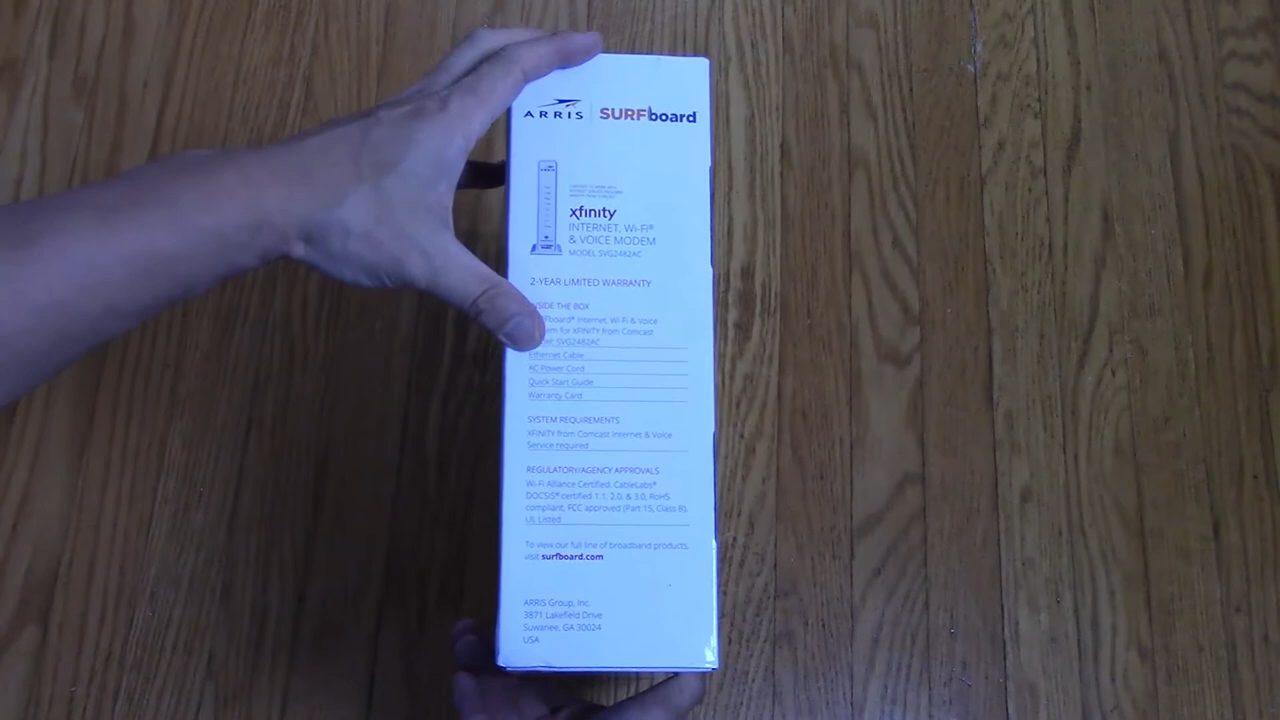 ARRIS SURFboard
xfinity
INTERNET, Wi-Fi®
& VOICE MODEM
MODEL SVG2482AC
2-YEAR LIMITED WARRANTY
INSIDE THE BOX
SURFboard® Internet, Wi-Fi & Voice
Modem for XFINITY from Comcast
Model: SVG2482AC
Ethernet Cable
AC Power Cord
Quick Start Guide
Warranty Card
SYSTEM REQUIREMENTS
XFINITY from Comcast Internet & Voice
Service required
REGULATORY/AGENCY APPROVALS
Wi-Fi Alliance Certified, CableLabs®
DOCSIS® certified 1.1, 2.0, & 3.0, RoHS
compliant, FCC approved (Part 15, Class B),
UL Listed
To view our full line of broadband products,
visit surfboard.com
ARRIS Group, Inc.
3871 Lakefield Drive
Suwanee, GA 30024
USA